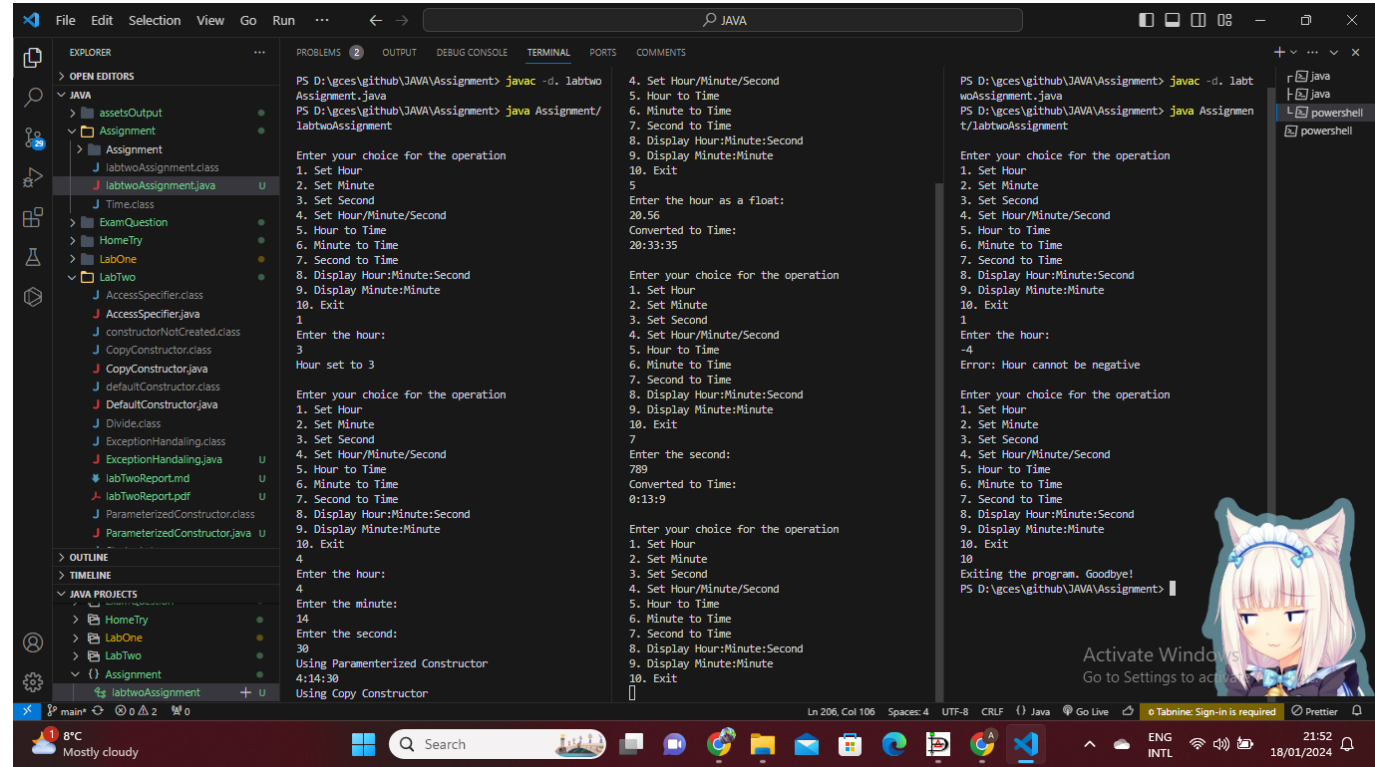 File Edit Selection View Go Run ··· JAVA
EXPLORER
OPEN EDITORS
JAVA
assetsOutput
Assignment
Assignment
labtwoAssignment.class
labtwoAssignment.java U
Time.class
ExamQuestion
HomeTry
LabOne
LabTwo
AccessSpecifier.class
AccessSpecifier.java
constructorNotCreated.class
CopyConstructor.class
CopyConstructor.java
defaultConstructor.class
DefaultConstructor.java
Divide.class
ExceptionHandaling.class
ExceptionHandaling.java U
labTwoReport.md U
labTwoReport.pdf U
ParameterizedConstructor.class
ParameterizedConstructor.java U
OUTLINE
TIMELINE
JAVA PROJECTS
HomeTry
LabOne
LabTwo
{} Assignment
labtwoAssignment + U
29
PROBLEMS 2 OUTPUT DEBUG CONSOLE TERMINAL PORTS COMMENTS
PS D:\gces\github\JAVA\Assignment> javac -d. labtwo
Assignment.java
PS D:\gces\github\JAVA\Assignment> java Assignment/
labtwoAssignment
Enter your choice for the operation
1. Set Hour
2. Set Minute
3. Set Second
4. Set Hour/Minute/Second
5. Hour to Time
6. Minute to Time
7. Second to Time
8. Display Hour:Minute:Second
9. Display Minute:Minute
10. Exit
1
Enter the hour:
3
Hour set to 3
Enter your choice for the operation
1. Set Hour
2. Set Minute
3. Set Second
4. Set Hour/Minute/Second
5. Hour to Time
6. Minute to Time
7. Second to Time
8. Display Hour:Minute:Second
9. Display Minute:Minute
10. Exit
4
Enter the hour:
4
Enter the minute:
14
Enter the second:
30
Using Paramenterized Constructor
4:14:30
Using Copy Constructor
4. Set Hour/Minute/Second
5. Hour to Time
6. Minute to Time
7. Second to Time
8. Display Hour:Minute:Second
9. Display Minute:Minute
10. Exit
5
Enter the hour as a float:
20.56
Converted to Time:
20:33:35
Enter your choice for the operation
1. Set Hour
2. Set Minute
3. Set Second
4. Set Hour/Minute/Second
5. Hour to Time
6. Minute to Time
7. Second to Time
8. Display Hour:Minute:Second
9. Display Minute:Minute
10. Exit
7
Enter the second:
789
Converted to Time:
0:13:9
Enter your choice for the operation
1. Set Hour
2. Set Minute
3. Set Second
4. Set Hour/Minute/Second
5. Hour to Time
6. Minute to Time
7. Second to Time
8. Display Hour:Minute:Second
9. Display Minute:Minute
10. Exit
PS D:\gces\github\JAVA\Assignment> javac -d. labt
woAssignment.java
PS D:\gces\github\JAVA\Assignment> java Assignmen
t/labtwoAssignment
Enter your choice for the operation
1. Set Hour
2. Set Minute
3. Set Second
4. Set Hour/Minute/Second
5. Hour to Time
6. Minute to Time
7. Second to Time
8. Display Hour:Minute:Second
9. Display Minute:Minute
10. Exit
1
Enter the hour:
-4
Error: Hour cannot be negative
Enter your choice for the operation
1. Set Hour
2. Set Minute
3. Set Second
4. Set Hour/Minute/Second
5. Hour to Time
6. Minute to Time
7. Second to Time
8. Display Hour:Minute:Second
9. Display Minute:Minute
10. Exit
10
Exiting the program. Goodbye!
PS D:\gces\github\JAVA\Assignment>
java
java
powershell
powershell
Activate Windows
Go to Settings to activate
main* 0 2 0 Ln 206, Col 106 Spaces: 4 UTF-8 CRLF {} Java Go Live Tabnine: Sign-in is required Prettier
1 8°C
Mostly cloudy
Search
ENG
INTL
21:52
18/01/2024